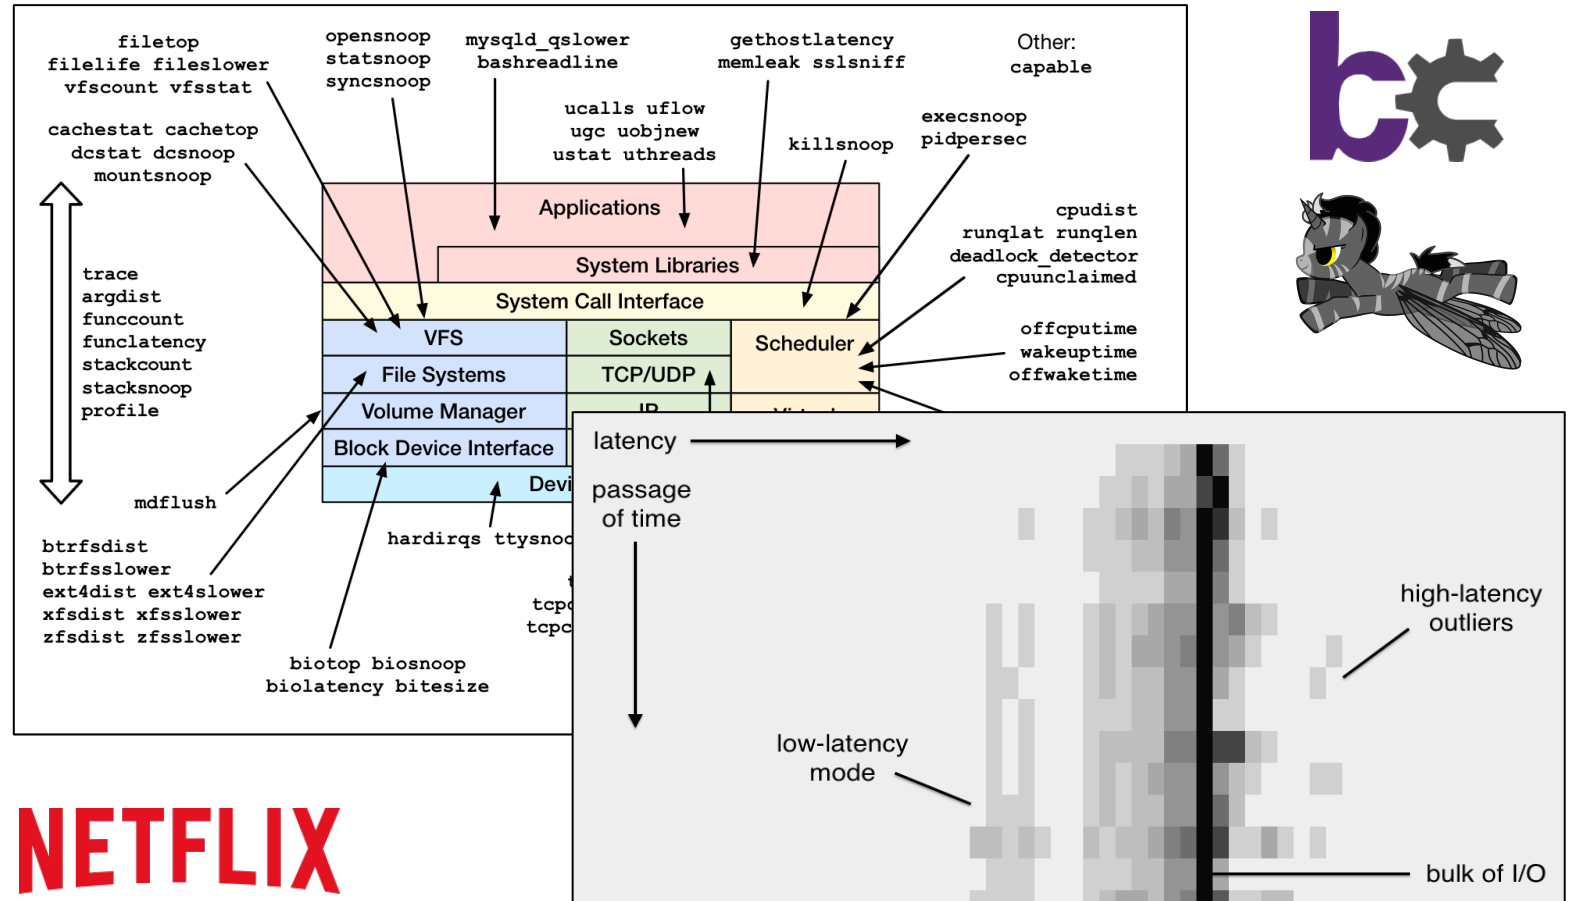 filetop
filelife fileslower
vfscount vfsstat
opensnoop
statsnoop
syncsnoop
mysqld_qslower
bashreadline
gethostlatency
memleak sslsniff
Other:
capable
cachestat cachetop
dcstat dcsnoop
mountsnoop
ucalls uflow
ugc uobjnew
ustat uthreads
killsnoop
execsnoop
pidpersec
bc
Applications
System Libraries
System Call Interface
cpudist
runqlat runqlen
deadlock_detector
cpuunclaimed
trace
argdist
funccount
funclatency
stackcount
stacksnoop
profile
VFS
Sockets
Scheduler
File Systems
TCP/UDP
Volume Manager
IP
Block Device Interface
offcputime
wakeuptime
offwaketime
mdflush
hardirqs
btrfsdist
btrfsslower
ext4dist ext4slower
xfsdist xfsslower
zfsdist zfsslower
biotop biosnoop
biolatency bitesize
latency
passage
of time
high-latency
outliers
low-latency
mode
bulk of I/O
NETFLIX